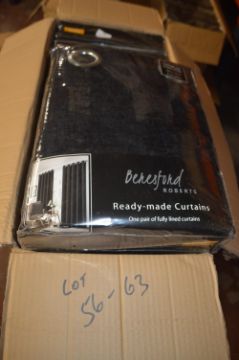 Beresford
ROBERTS
Ready-made Curtains
One pair of fully lined curtains
LOT
56-63